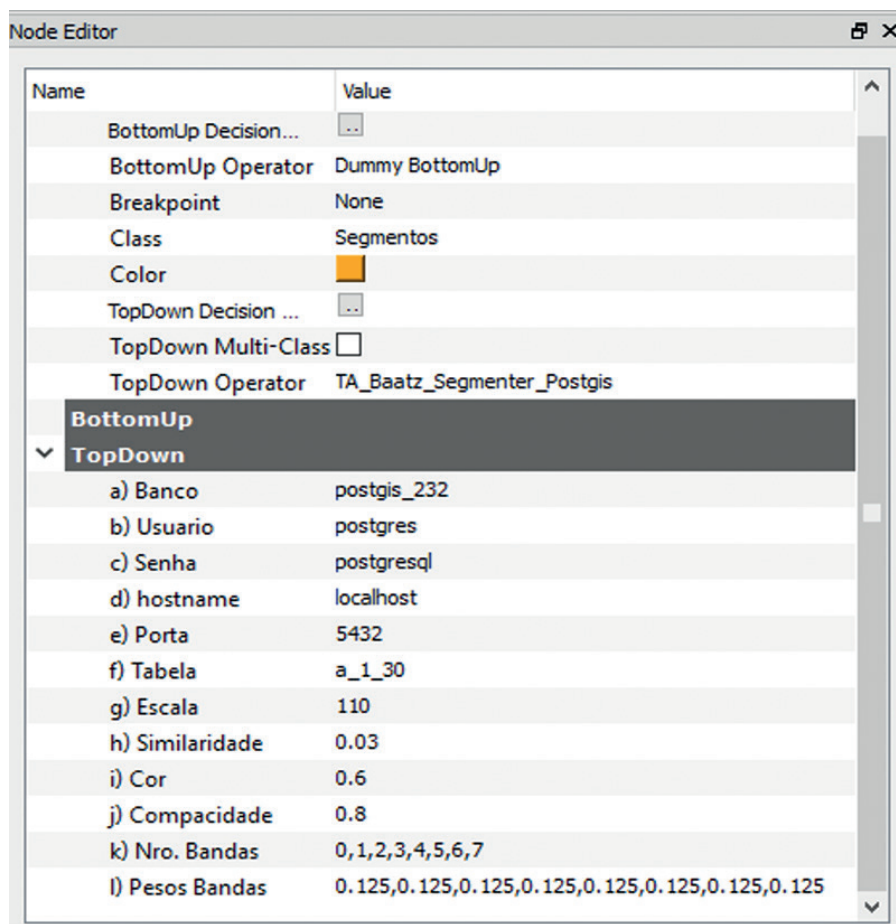 Node Editor
Name Value
BottomUp Decision... ..
BottomUp Operator Dummy BottomUp
Breakpoint None
Class Segmentos
Color
TopDown Decision ... ..
TopDown Multi-Class
TopDown Operator TA_Baatz_Segmenter_Postgis
BottomUp
TopDown
a) Banco postgis_232
b) Usuario postgres
c) Senha postgresql
d) hostname localhost
e) Porta 5432
f) Tabela a_1_30
g) Escala 110
h) Similaridade 0.03
i) Cor 0.6
j) Compacidade 0.8
k) Nro. Bandas 0,1,2,3,4,5,6,7
l) Pesos Bandas 0.125,0.125,0.125,0.125,0.125,0.125,0.125,0.125